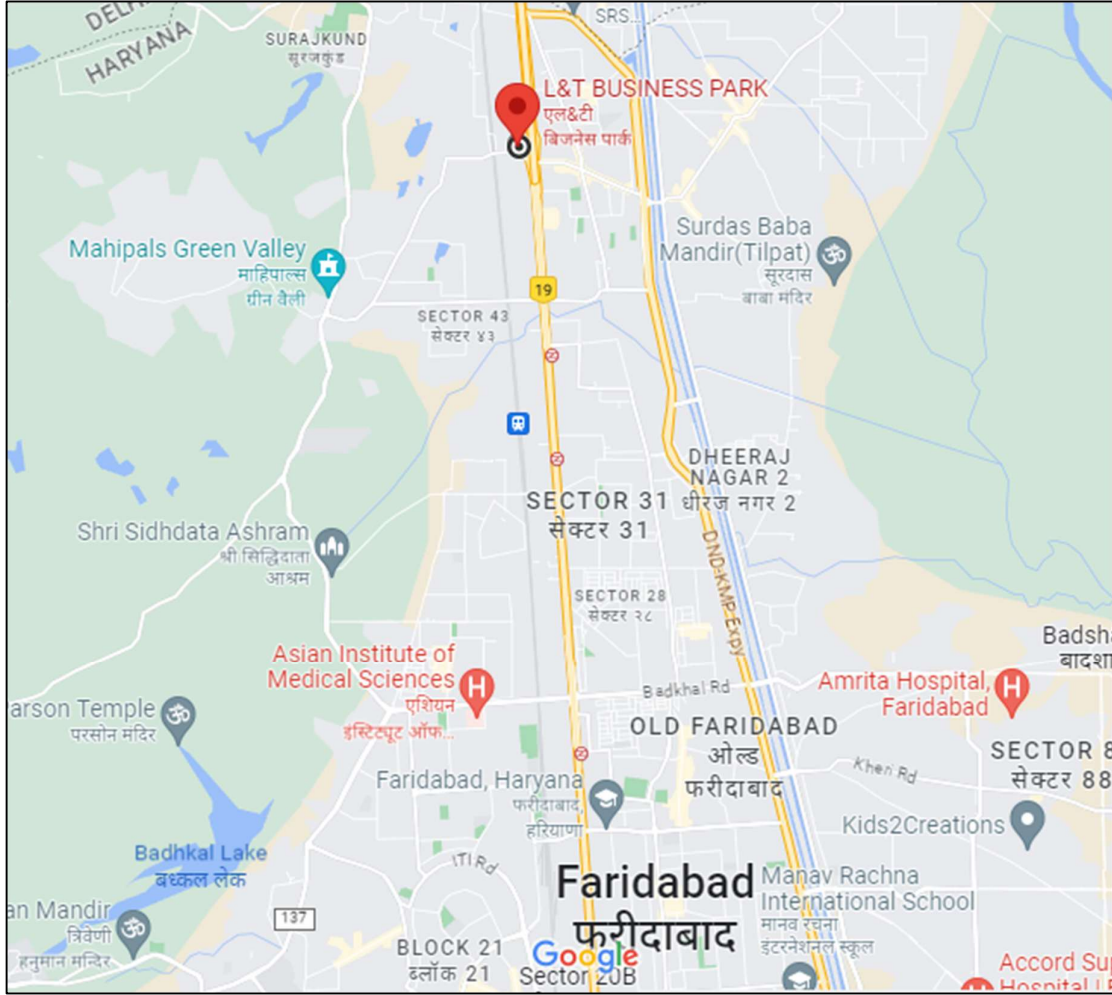 DELHI
HARYANA
SURAJKUND
सूरजकुंड
SRS...
L&T BUSINESS PARK
एल&टी
बिजनेस पार्क
Mahipals Green Valley
माहिपाल्स
ग्रीन वैली
Surdas Baba
Mandir(Tilpat)
सूरदास
बाबा मंदिर
19
SECTOR 43
सेक्टर ४३
DHEERAJ
NAGAR 2
धीरज नगर 2
SECTOR 31
सेक्टर 31
Shri Sidhdata Ashram
श्री सिद्धिदाता
आश्रम
DND-KMP Expy
SECTOR 28
सेक्टर २८
Asian Institute of
Medical Sciences
एशियन
इंस्टिट्यूट ऑफ...
Badkhal Rd
Badsha
बादशा
Amrita Hospital,
Faridabad
arson Temple
परसोन मंदिर
OLD FARIDABAD
ओल्ड
फरीदाबाद
SECTOR 8
सेक्टर 88
Kheri Rd
Faridabad, Haryana
फरीदाबाद,
हरियाणा
Kids2Creations
Badhkal Lake
बध्कल लेक
ITI Rd
Faridabad
फरीदाबाद
Manav Rachna
International School
मानव रचना
इंटरनेशनल स्कूल
an Mandir
त्रिवेणी
हनुमान मन्दिर
137
BLOCK 21
ब्लॉक 21
Google
Sector 20B
Accord Sup
Hospital